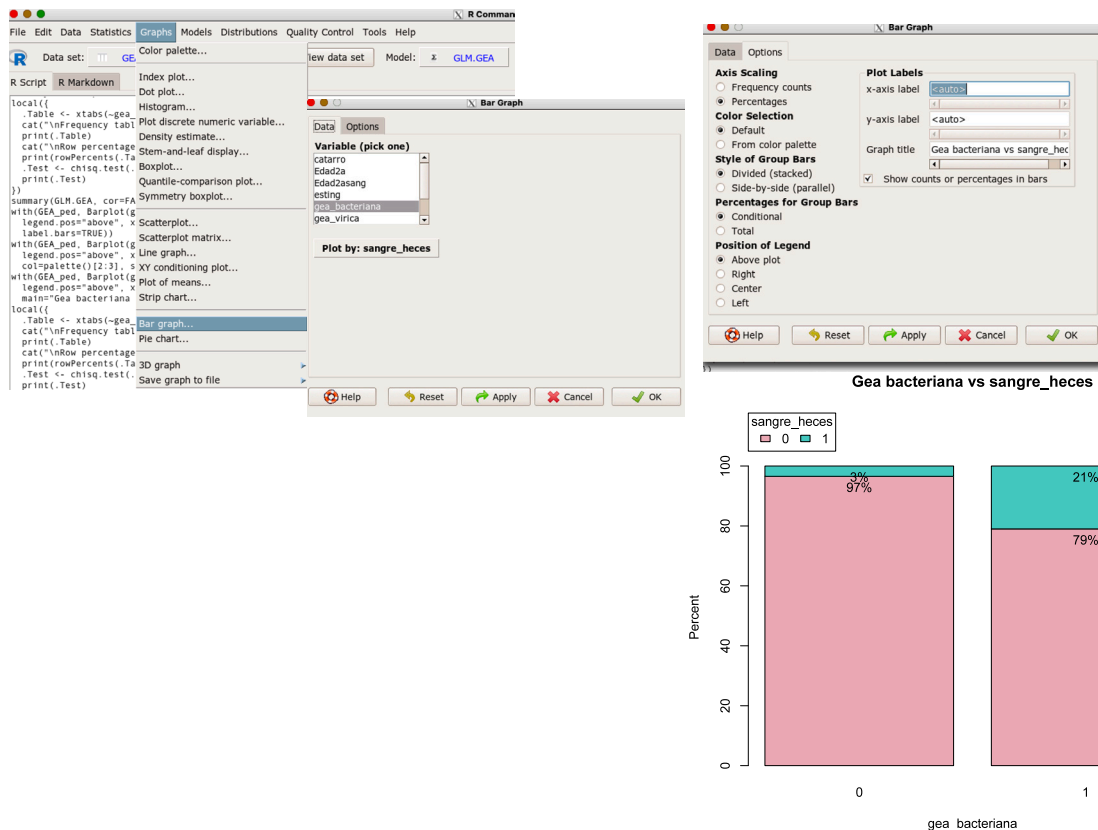 R Comman
File Edit Data Statistics Graphs Models Distributions Quality Control Tools Help
Data set: GE
iew data set Model: Σ GLM.GEA
R Script R Markdown
local({
.Table <- xtabs(~gea_
cat("\nFrequency tabl
print(.Table)
cat("\nRow percentage
print(rowPercents(.Ta
.Test <- chisq.test(.
print(.Test)
})
summary(GLM.GEA, cor=FA
with(GEA_ped, Barplot(g
legend.pos="above", x
label.bars=TRUE))
with(GEA_ped, Barplot(g
legend.pos="above", x
col=palette()[2:3], s
with(GEA_ped, Barplot(g
legend.pos="above", x
main="Gea bacteriana
local({
.Table <- xtabs(~gea_
cat("\nFrequency tabl
print(.Table)
cat("\nRow percentage
print(rowPercents(.Ta
.Test <- chisq.test(.
print(.Test)
Color palette...
Index plot...
Dot plot...
Histogram...
Plot discrete numeric variable...
Density estimate...
Stem-and-leaf display...
Boxplot...
Quantile-comparison plot...
Symmetry boxplot...
Scatterplot...
Scatterplot matrix...
Line graph...
XY conditioning plot...
Plot of means...
Strip chart...
Bar graph...
Pie chart...
3D graph
Save graph to file
Bar Graph
Data Options
Variable (pick one)
catarro
Edad2a
Edad2asang
esting
gea_bacteriana
gea_virica
Plot by: sangre_heces
Help Reset Apply Cancel OK
Bar Graph
Data Options
Axis Scaling
Frequency counts
Percentages
Color Selection
Default
From color palette
Style of Group Bars
Divided (stacked)
Side-by-side (parallel)
Percentages for Group Bars
Conditional
Total
Position of Legend
Above plot
Right
Center
Left
Plot Labels
x-axis label <auto>
y-axis label <auto>
Graph title Gea bacteriana vs sangre_hec
Show counts or percentages in bars
Help Reset Apply Cancel OK
Gea bacteriana vs sangre_heces
sangre_heces
0 1
100
80
60
40
20
0
Percent
3%
97%
21%
79%
0 1
gea_bacteriana